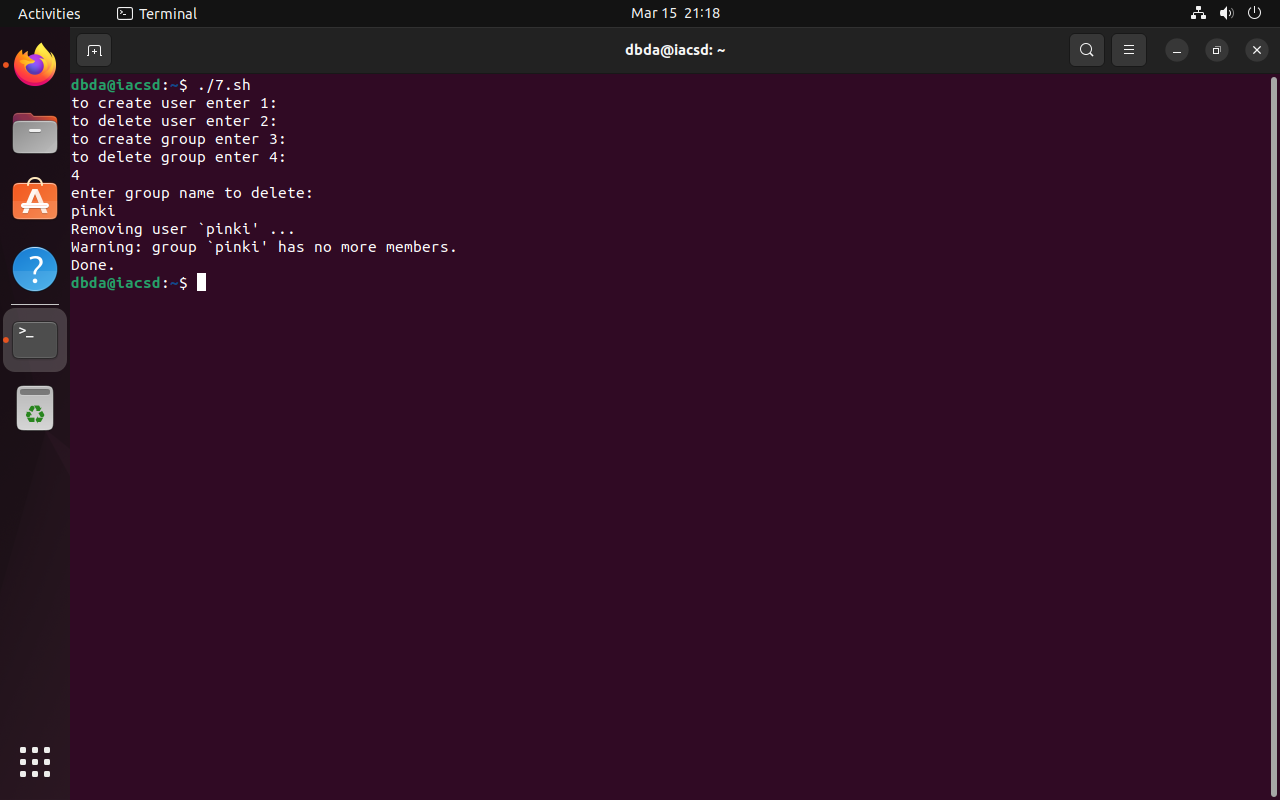 Activities
Terminal
Mar 15 21:18
dbda@iacsd: ~
dbda@iacsd:~$ ./7.sh
to create user enter 1:
to delete user enter 2:
to create group enter 3:
to delete group enter 4:
4
enter group name to delete:
pinki
Removing user `pinki' ...
Warning: group `pinki' has no more members.
Done.
dbda@iacsd:~$